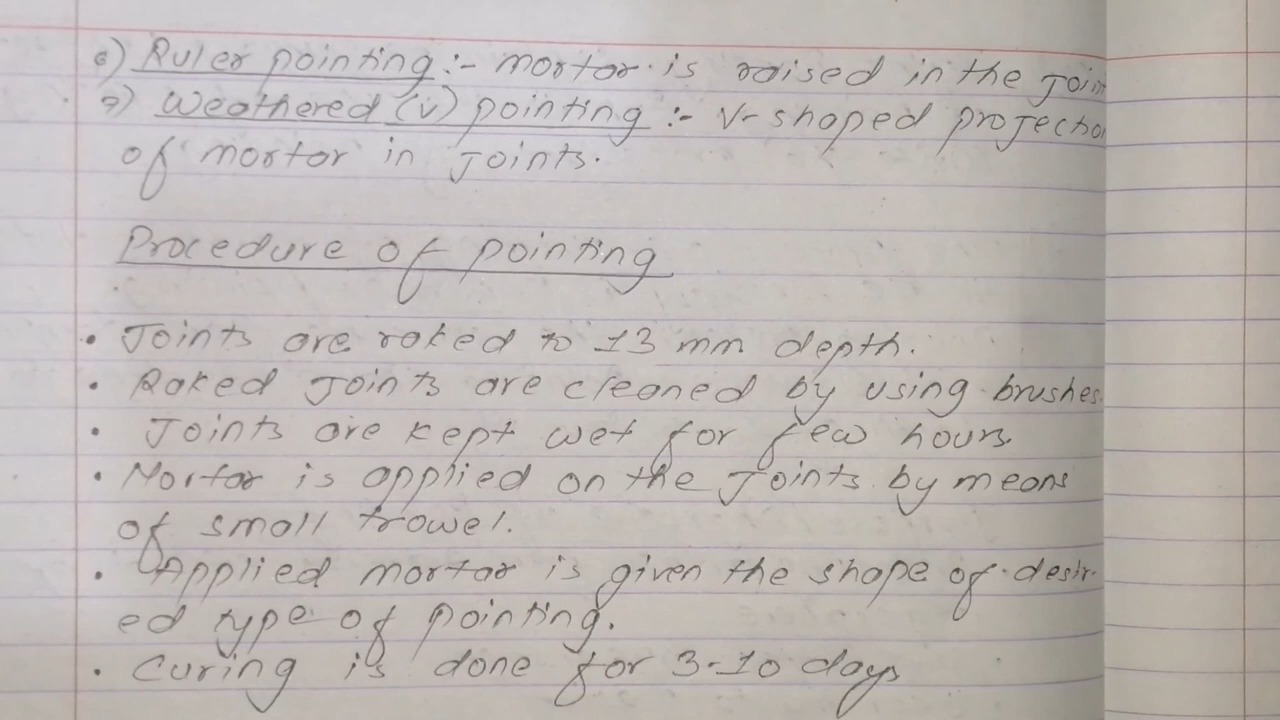 6) Ruler pointing :- mortar is raised in the Join
7) Weathered (V) pointing :- V-shaped projectio
of mortar in Joints.
Procedure of pointing
• Joints are raked to 13 mm depth.
• Raked Joints are cleaned by using brushes.
• Joints are kept wet for few hours
• Mortar is applied on the Joints by means
of small trowel.
• Applied mortar is given the shape of desir-
ed type of pointing.
• Curing is done for 3-10 days